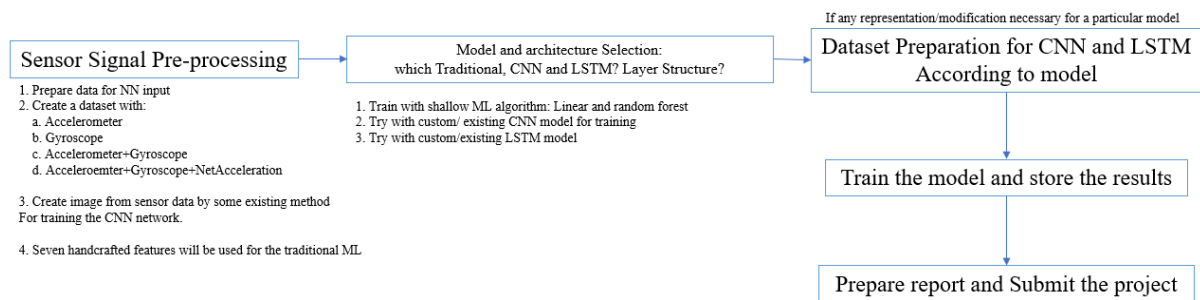 Sensor Signal Pre-processing
1. Prepare data for NN input
2. Create a dataset with:
a. Accelerometer
b. Gyroscope
c. Accelerometer+Gyroscope
d. Acceleroemter+Gyroscope+NetAcceleration
3. Create image from sensor data by some existing method
For training the CNN network.
4. Seven handcrafted features will be used for the traditional ML
Model and architecture Selection:
which Traditional, CNN and LSTM? Layer Structure?
1. Train with shallow ML algorithm: Linear and random forest
2. Try with custom/ existing CNN model for training
3. Try with custom/existing LSTM model
If any representation/modification necessary for a particular model
Dataset Preparation for CNN and LSTM
According to model
Train the model and store the results
Prepare report and Submit the project